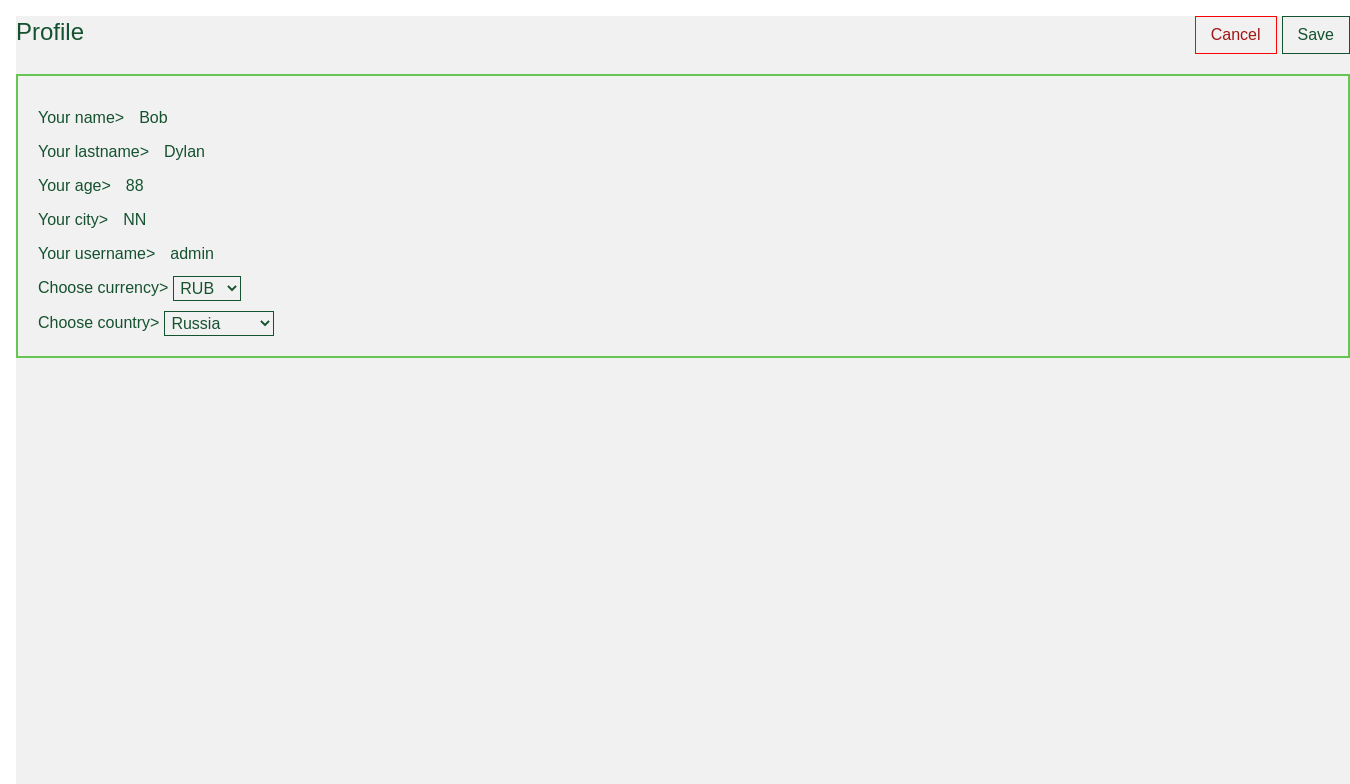 Profile
Cancel Save
Your name> Bob
Your lastname> Dylan
Your age> 88
Your city> NN
Your username> admin
Choose currency> RUB
Choose country> Russia